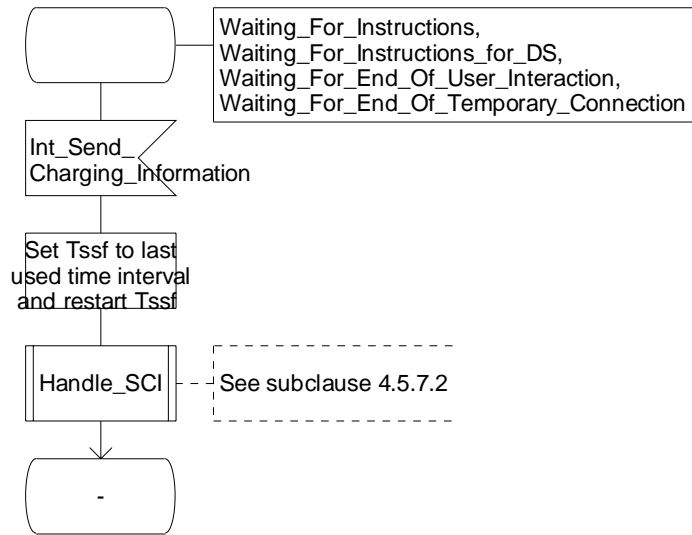 Waiting_For_Instructions,
Waiting_For_Instructions_for_DS,
Waiting_For_End_Of_User_Interaction,
Waiting_For_End_Of_Temporary_Connection
Int_Send_
Charging_Information
Set Tssf to last
used time interval
and restart Tssf
Handle_SCI
See subclause 4.5.7.2
-